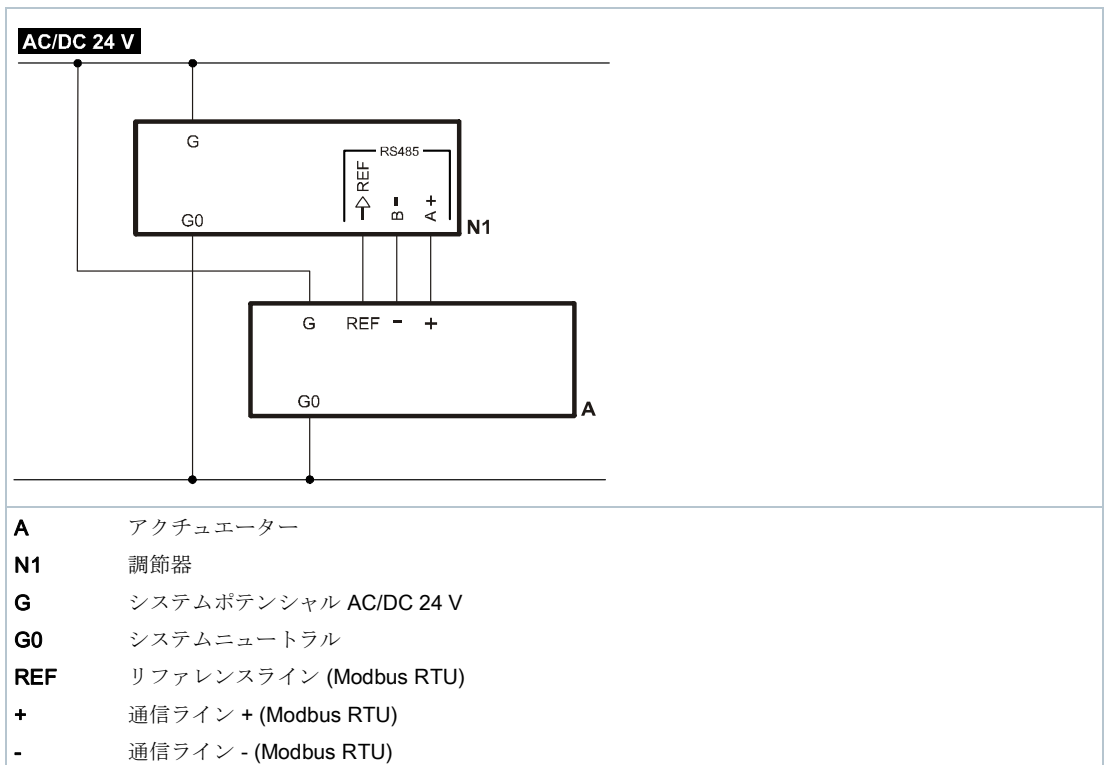 AC/DC 24 V
G
RS485
REF
B -
A +
G0
N1
G REF - +
G0
A
A アクチュエーター
N1 調節器
G システムポテンシャル AC/DC 24 V
G0 システムニュートラル
REF リファレンスライン (Modbus RTU)
+ 通信ライン + (Modbus RTU)
- 通信ライン - (Modbus RTU)